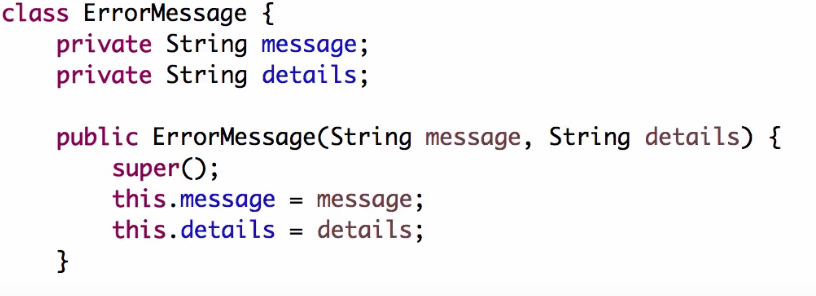 class ErrorMessage {
    private String message;
    private String details;

    public ErrorMessage(String message, String details) {
        super();
        this.message = message;
        this.details = details;
    }